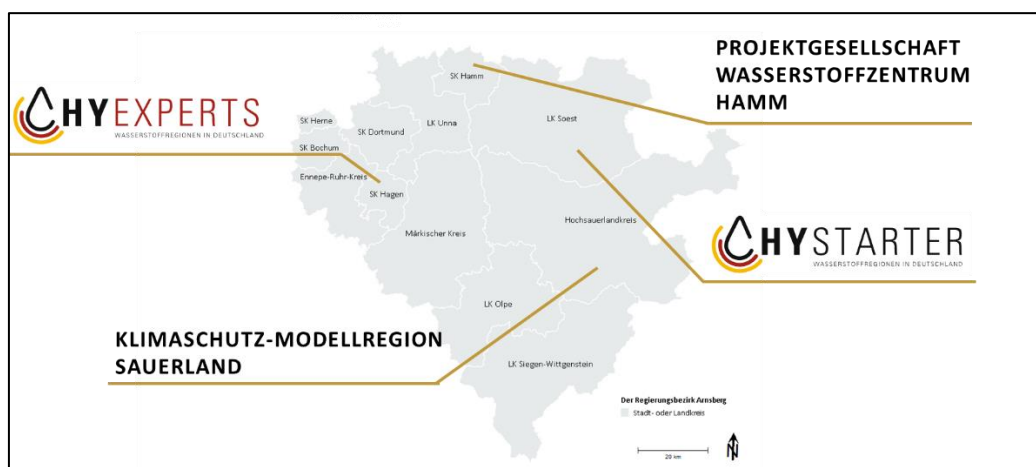 PROJEKTGESELLSCHAFT
WASSERSTOFFZENTRUM
HAMM
HYEXPERTS
WASSERSTOFFREGIONEN IN DEUTSCHLAND
SK Hamm
SK Herne
SK Dortmund
LK Unna
LK Soest
SK Bochum
Ennepe-Ruhr-Kreis
SK Hagen
Hochsauerlandkreis
Märkischer Kreis
HYSTARTER
WASSERSTOFFREGIONEN IN DEUTSCHLAND
LK Olpe
KLIMASCHUTZ-MODELLREGION
SAUERLAND
LK Siegen-Wittgenstein
Der Regierungsbezirk Arnsberg
Stadt- oder Landkreis
20 km
N